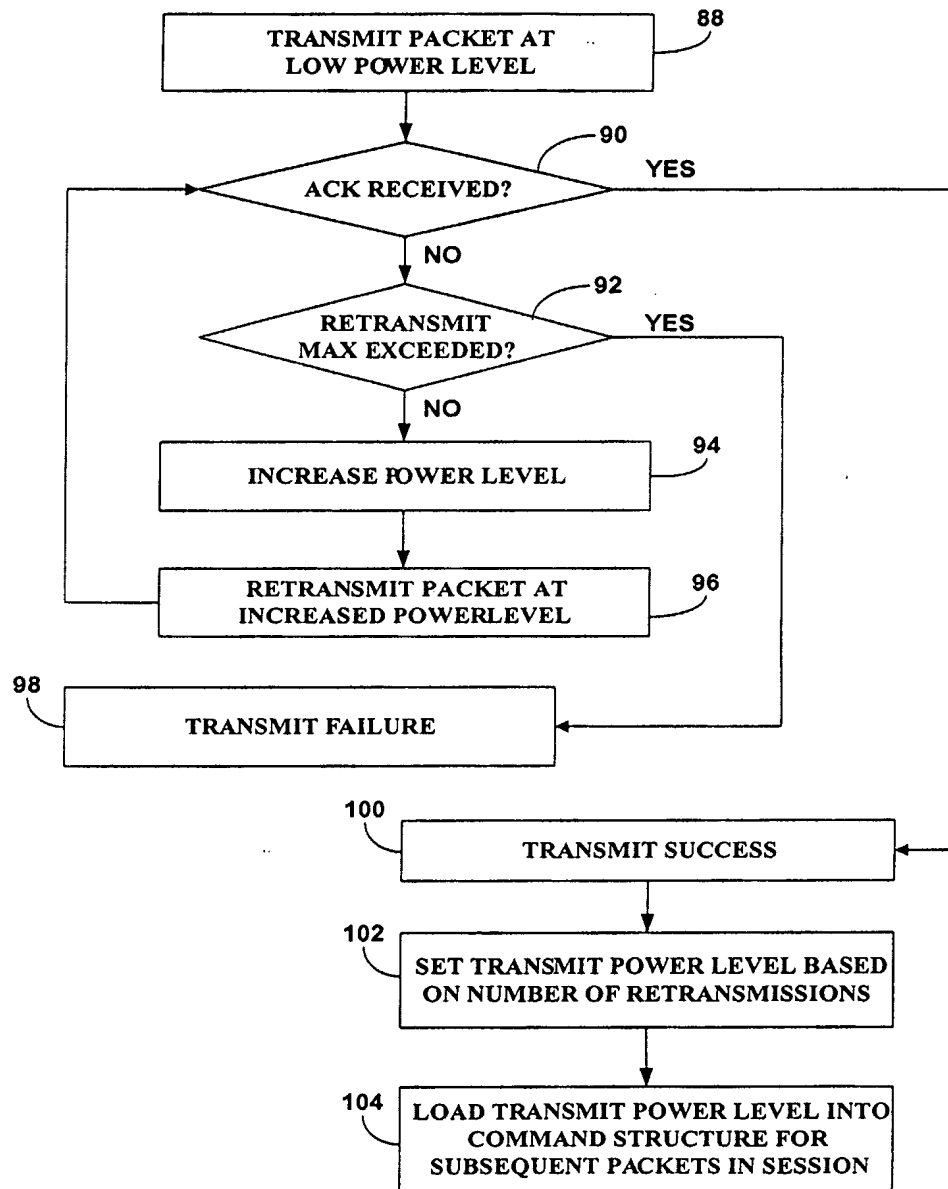 88
TRANSMIT PACKET AT
LOW POWER LEVEL
90
YES
ACK RECEIVED?
NO
92
YES
RETRANSMIT
MAX EXCEEDED?
NO
94
INCREASE POWER LEVEL
96
RETRANSMIT PACKET AT
INCREASED POWERLEVEL
98
TRANSMIT FAILURE
100
TRANSMIT SUCCESS
102
SET TRANSMIT POWER LEVEL BASED
ON NUMBER OF RETRANSMISSIONS
104
LOAD TRANSMIT POWER LEVEL INTO
COMMAND STRUCTURE FOR
SUBSEQUENT PACKETS IN SESSION